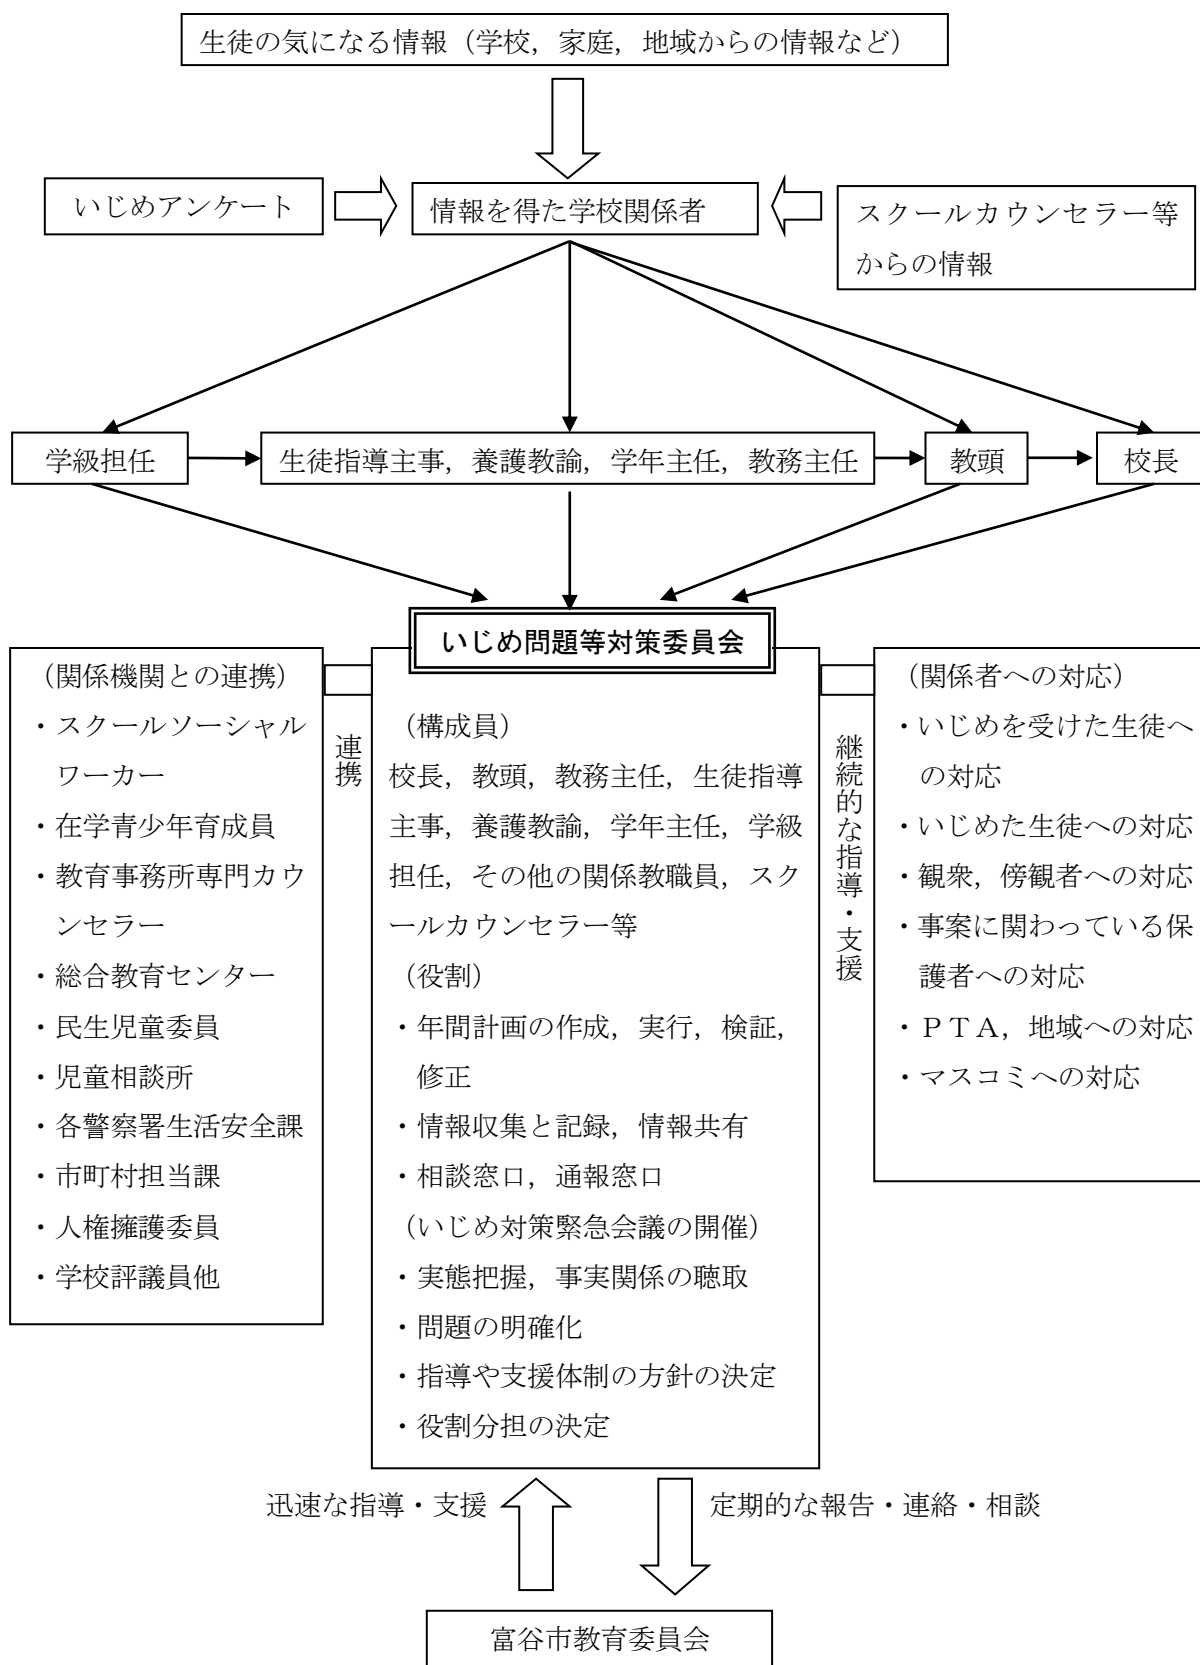 生徒の気になる情報（学校，家庭，地域からの情報など）
いじめアンケート
情報を得た学校関係者
スクールカウンセラー等
からの情報
学級担任
生徒指導主事，養護教諭，学年主任，教務主任
教頭
校長
いじめ問題等対策委員会
（関係機関との連携）
・スクールソーシャル
ワーカー
・在学青少年育成員
・教育事務所専門カウ
ンセラー
・総合教育センター
・民生児童委員
・児童相談所
・各警察署生活安全課
・市町村担当課
・人権擁護委員
・学校評議員他
連携
（構成員）
校長，教頭，教務主任，生徒指導
主事，養護教諭，学年主任，学級
担任，その他の関係教職員，スク
ールカウンセラー等
（役割）
・年間計画の作成，実行，検証，
修正
・情報収集と記録，情報共有
・相談窓口，通報窓口
（いじめ対策緊急会議の開催）
・実態把握，事実関係の聴取
・問題の明確化
・指導や支援体制の方針の決定
・役割分担の決定
継続的な指導・支援
（関係者への対応）
・いじめを受けた生徒へ
の対応
・いじめた生徒への対応
・観衆，傍観者への対応
・事案に関わっている保
護者への対応
・ＰＴＡ，地域への対応
・マスコミへの対応
迅速な指導・支援
定期的な報告・連絡・相談
富谷市教育委員会